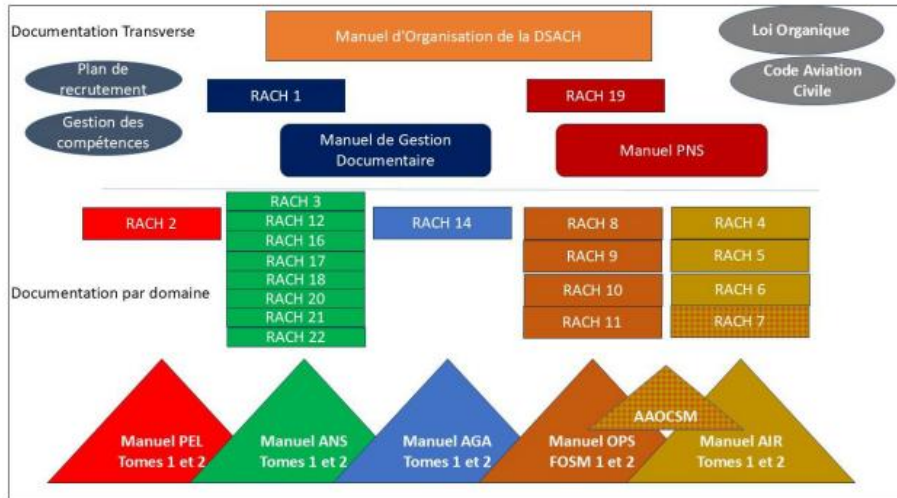 Documentation Transverse
Manuel d'Organisation de la DSACH
Loi Organique
Plan de
recrutement
RACH 1
RACH 19
Code Aviation
Civile
Gestion des
compétences
Manuel de Gestion
Documentaire
Manuel PNS
RACH 2
RACH 3
RACH 12
RACH 16
RACH 17
RACH 18
RACH 20
RACH 21
RACH 22
RACH 14
RACH 8
RACH 9
RACH 10
RACH 11
RACH 4
RACH 5
RACH 6
RACH 7
Documentation par domaine
AAOCSM
Manuel PEL
Tomes 1 et 2
Manuel ANS
Tomes 1 et 2
Manuel AGA
Tomes 1 et 2
Manuel OPS
FOSM 1 et 2
Manuel AIR
Tomes 1 et 2